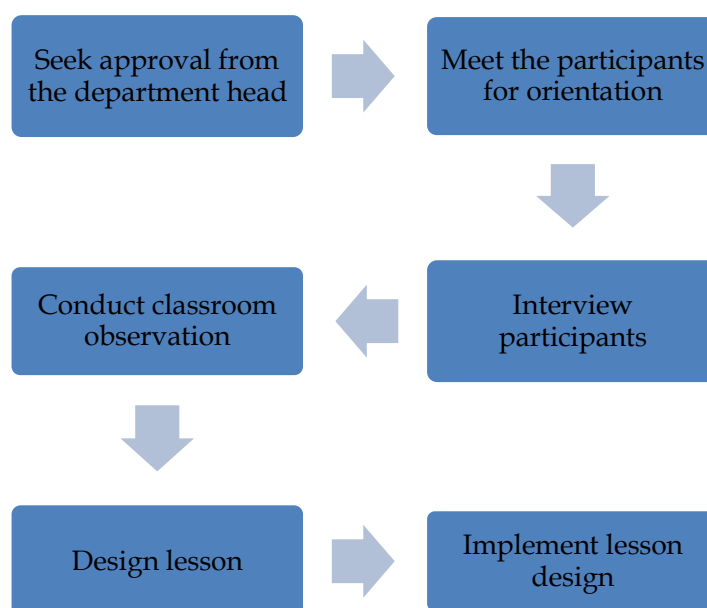 Seek approval from
the department head
Meet the participants
for orientation
Interview
participants
Conduct classroom
observation
Design lesson
Implement lesson
design